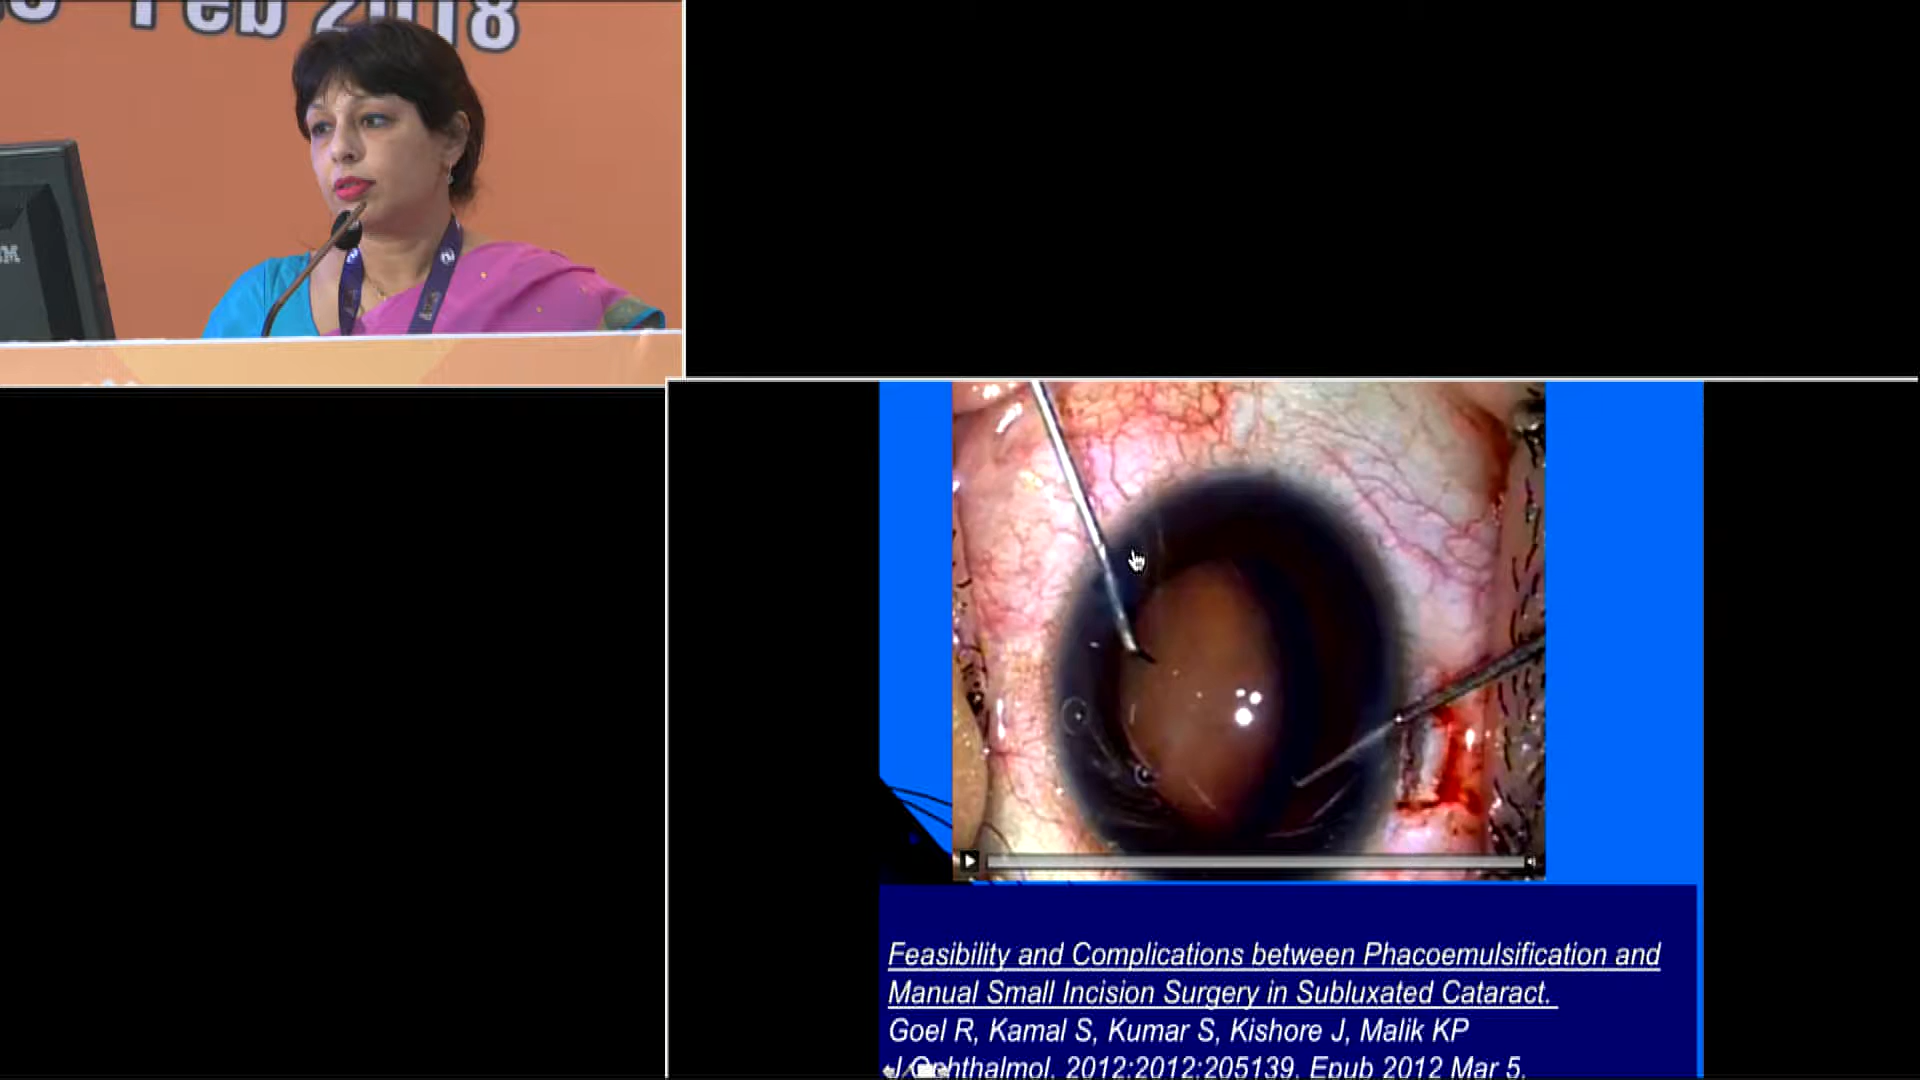 Feb 2018
Feasibility and Complications between Phacoemulsification and
Manual Small Incision Surgery in Subluxated Cataract.
Goel R, Kamal S, Kumar S, Kishore J, Malik KP
J Ophthalmol. 2012;2012:205139. Epub 2012 Mar 5.